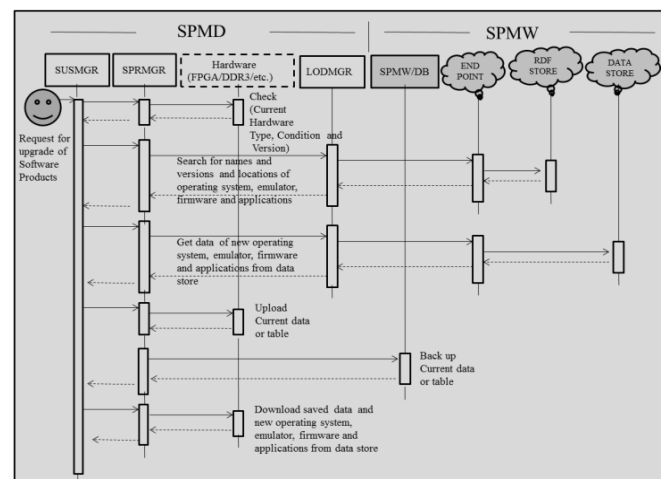 SPMD
SPMW
SUSMGR
SPRMGR
Hardware
(FPGA/DDR3/etc.)
LODMGR
SPMW/DB
END
POINT
RDF
STORE
DATA
STORE
Request for
upgrade of
Software
Products
Check
(Current
Hardware
Type, Condition and
Version)
Search for names and
versions and locations of
operating system, emulator,
firmware and applications
Get data of new operating
system, emulator, firmware
and applications from data
store
Upload
Current data
or table
Back up
Current data
or table
Download saved data and
new operating system,
emulator, firmware and
applications from data store